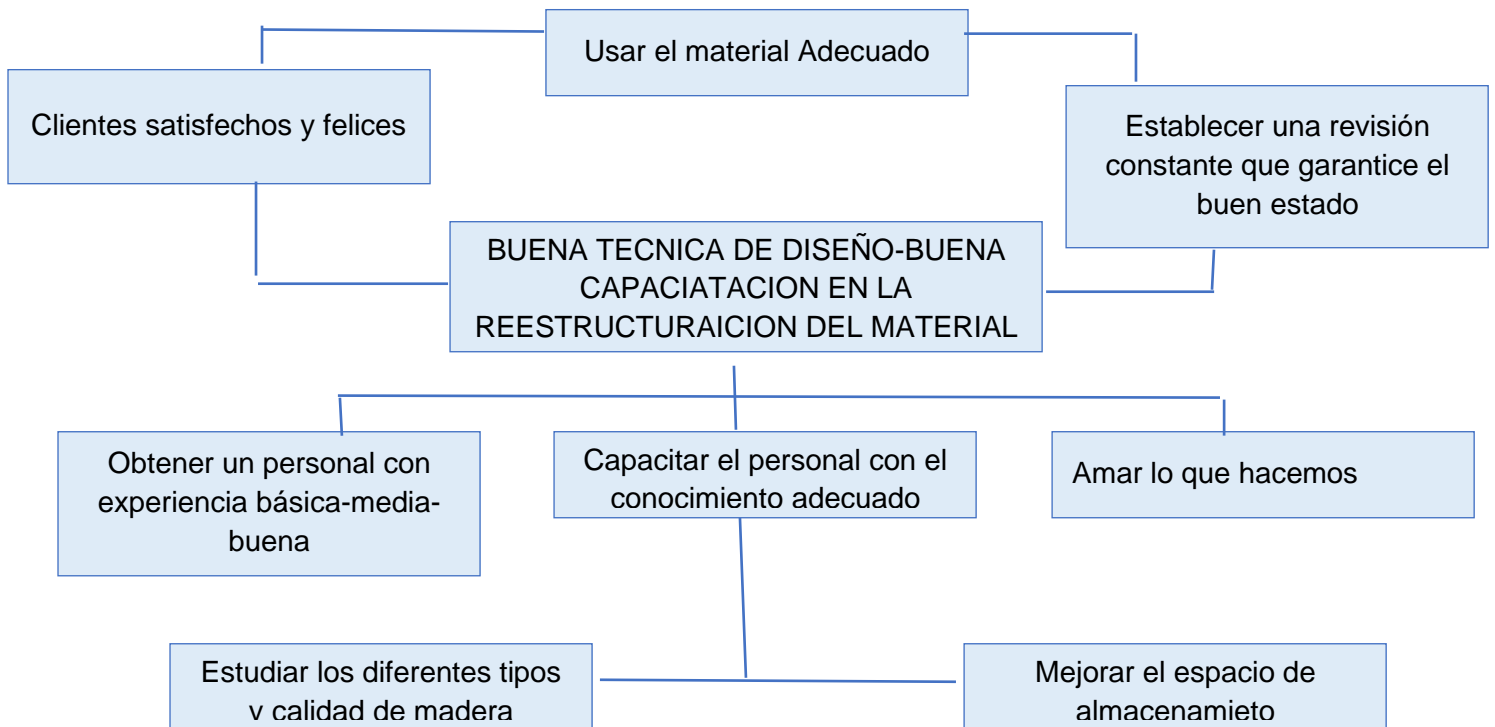 Usar el material Adecuado
Clientes satisfechos y felices
Establecer una revisión
constante que garantice el
buen estado
BUENA TECNICA DE DISEÑO-BUENA
CAPACIATACION EN LA
REESTRUCTURAICION DEL MATERIAL
Obtener un personal con
experiencia básica-media-
buena
Capacitar el personal con el
conocimiento adecuado
Amar lo que hacemos
Estudiar los diferentes tipos
y calidad de madera
Mejorar el espacio de
almacenamieto